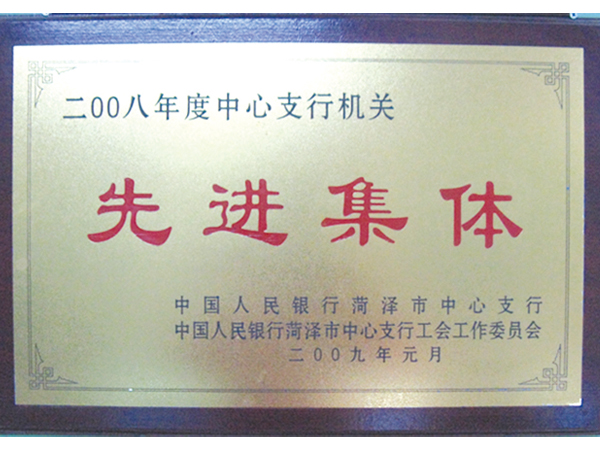 二00八年度中心支行机关
先进集体
中国人民银行菏泽市中心支行
中国人民银行菏泽市中心支行工会工作委员会
二00九年元月